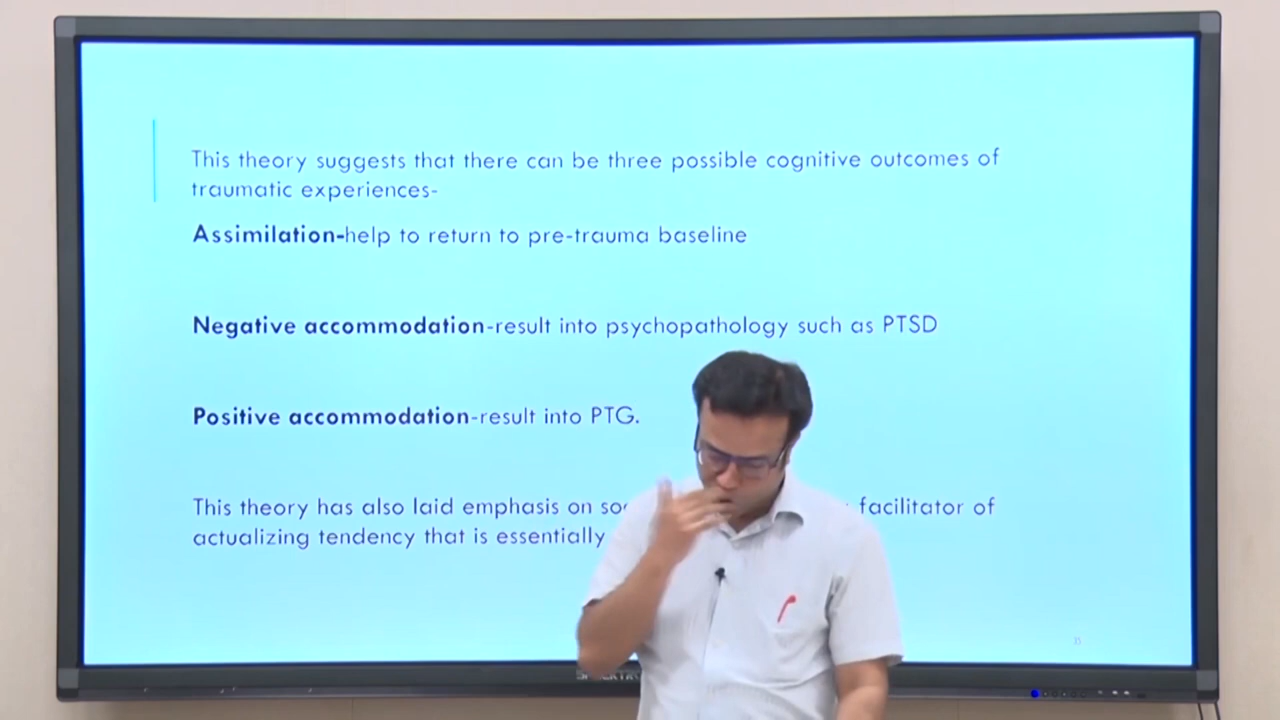 This theory suggests that there can be three possible cognitive outcomes of
traumatic experiences-
Assimilation-help to return to pre-trauma baseline
Negative accommodation-result into psychopathology such as PTSD
Positive accommodation-result into PTG.
This theory has also laid emphasis on facilitator of
actualizing tendency that is essentially